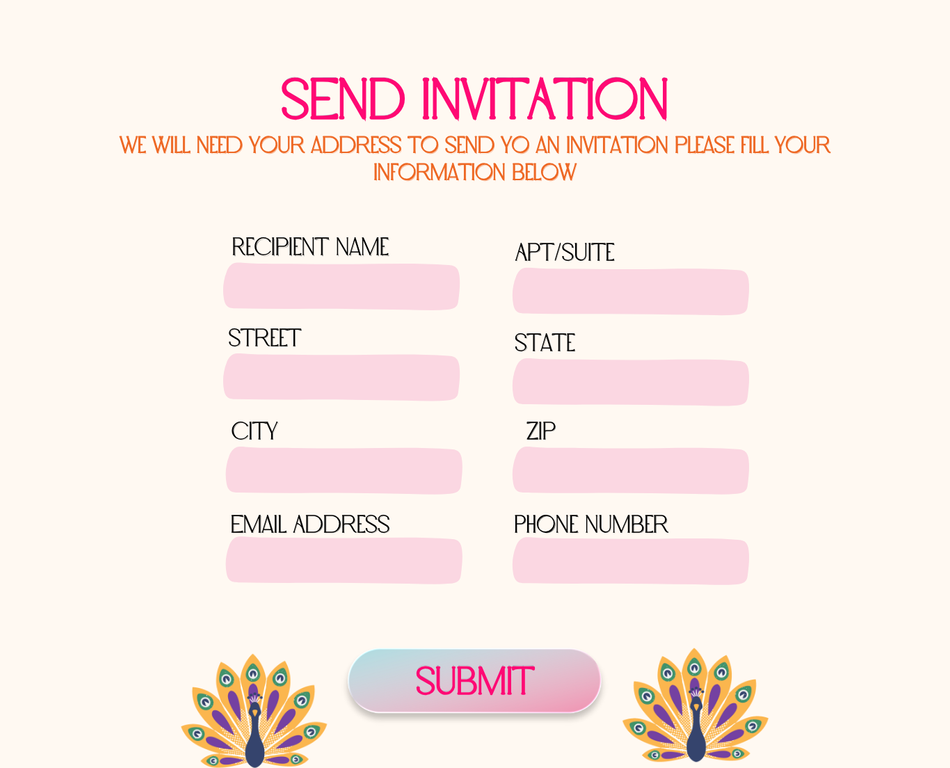 SEND INVITATION
WE WILL NEED YOUR ADDRESS TO SEND YO AN INVITATION PLEASE FILL YOUR
INFORMATION BELOW
RECIPIENT NAME
APT/SUITE
STREET
STATE
CITY
ZIP
EMAIL ADDRESS
PHONE NUMBER
SUBMIT